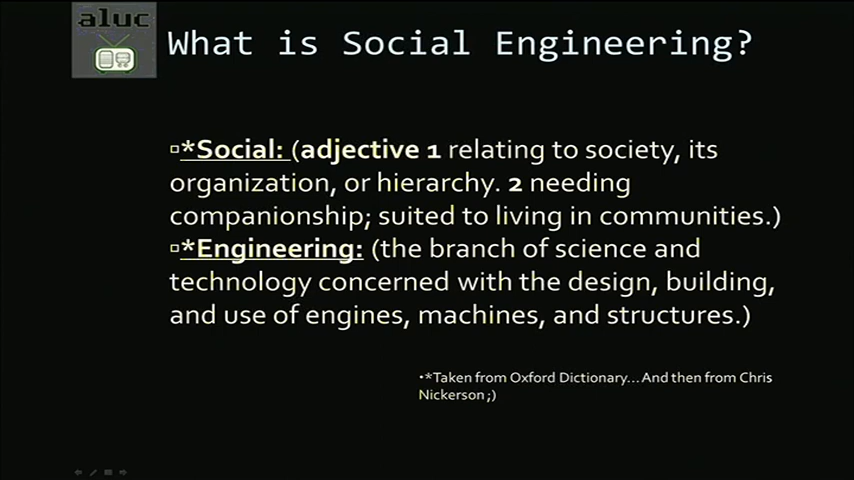 aluc
What is Social Engineering?
*Social: (adjective 1 relating to society, its
organization, or hierarchy. 2 needing
companionship; suited to living in communities.)
*Engineering: (the branch of science and
technology concerned with the design, building,
and use of engines, machines, and structures.)
•*Taken from Oxford Dictionary...And then from Chris
Nickerson ;)